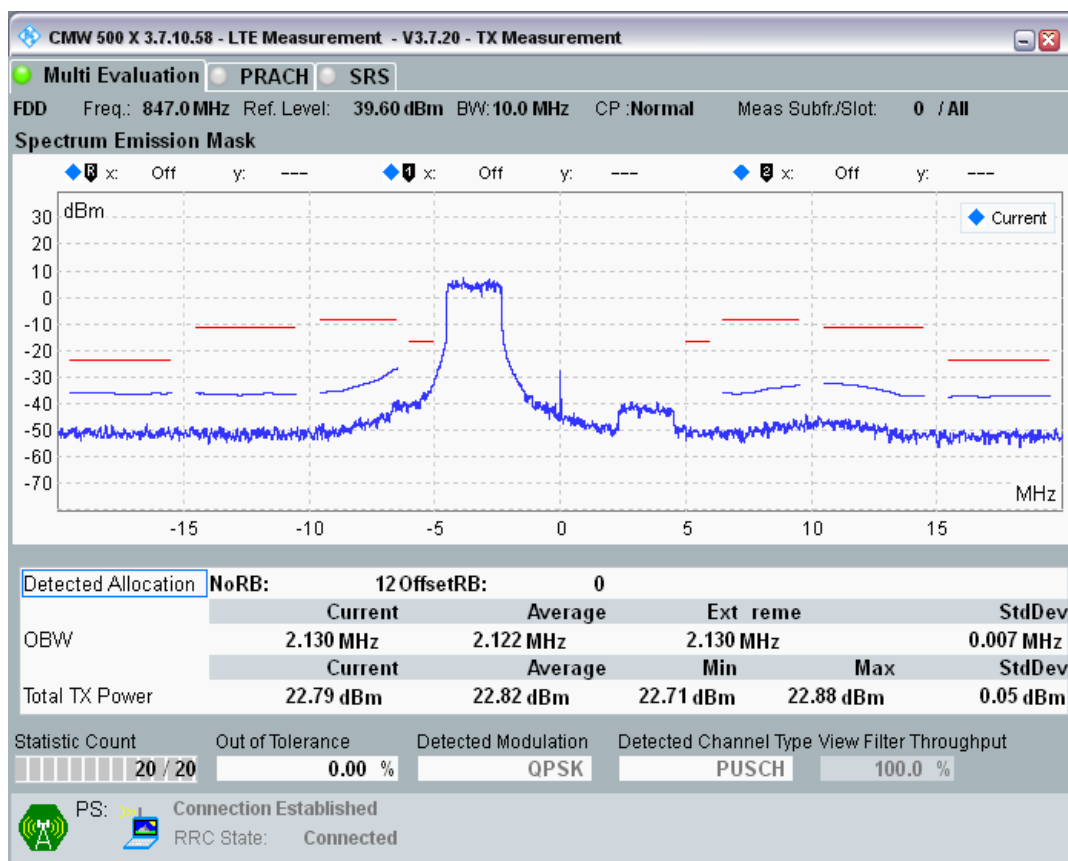 CMW 500 X 3.7.10.58 - LTE Measurement - V3.7.20 - TX Measurement
Multi Evaluation PRACH SRS
FDD Freq.: 847.0 MHz Ref. Level: 39.60 dBm BW: 10.0 MHz CP :Normal Meas Subfr./Slot: 0 / All
Spectrum Emission Mask
R x: Off y: --- 1 x: Off y: --- 2 x: Off y: ---
dBm
Current
30
20
10
0
-10
-20
-30
-40
-50
-60
-70
MHz
-15 -10 -5 0 5 10 15
Detected Allocation NoRB: 12 OffsetRB: 0
Current Average Ext reme StdDev
OBW 2.130 MHz 2.122 MHz 2.130 MHz 0.007 MHz
Current Average Min Max StdDev
Total TX Power 22.79 dBm 22.82 dBm 22.71 dBm 22.88 dBm 0.05 dBm
Statistic Count Out of Tolerance Detected Modulation Detected Channel Type View Filter Throughput
20 / 20 0.00 % QPSK PUSCH 100.0 %
PS: Connection Established
RRC State: Connected